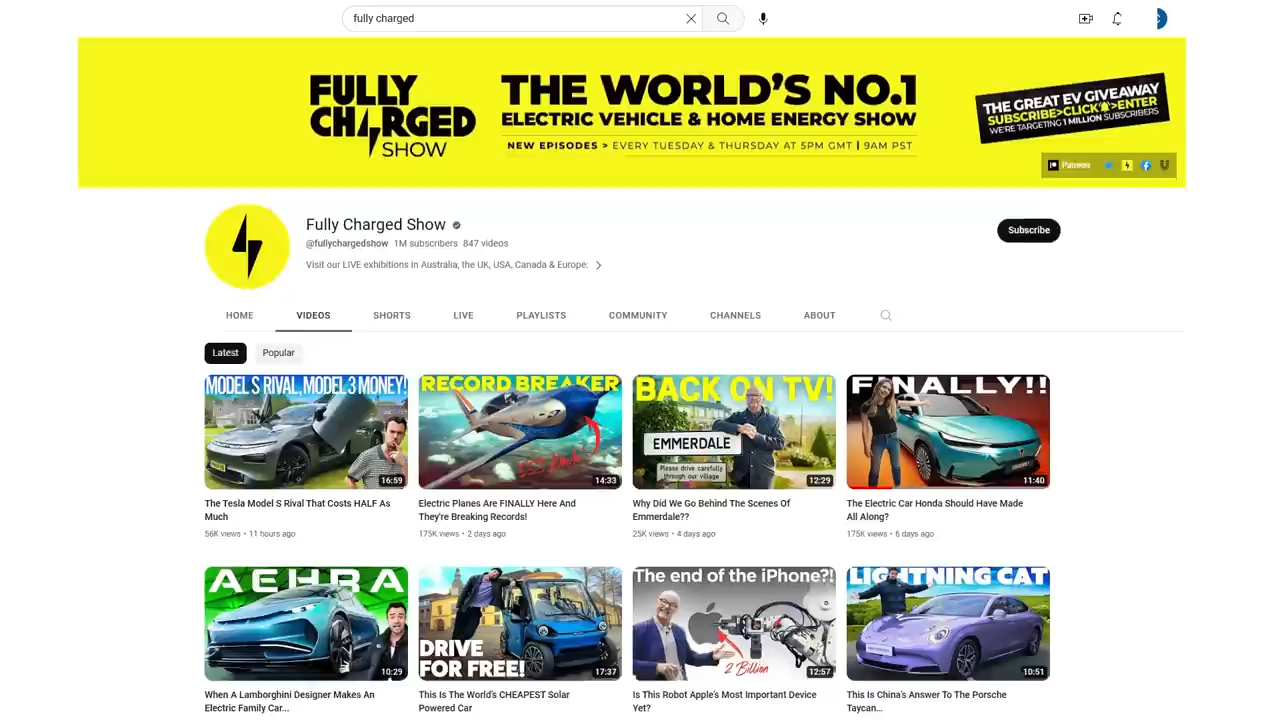 fully charged
FULLY
CHARGED
SHOW
THE WORLD'S NO.1
ELECTRIC VEHICLE & HOME ENERGY SHOW
NEW EPISODES > EVERY TUESDAY & THURSDAY AT 5PM GMT | 9AM PST
THE GREAT EV GIVEAWAY
SUBSCRIBE>CLICK>ENTER
WE'RE TARGETING 1 MILLION SUBSCRIBERS
Patreon
Fully Charged Show
@fullychargedshow 1M subscribers 847 videos
Visit our LIVE exhibitions in Australia, the UK, USA, Canada & Europe:
Subscribe
HOME VIDEOS SHORTS LIVE PLAYLISTS COMMUNITY CHANNELS ABOUT
Latest Popular
MODEL S RIVAL, MODEL 3 MONEY!
16:59
RECORD BREAKER
14:33
BACK ON TV!
EMMERDALE
Please drive carefully
through our village
12:29
FINALLY!!
11:40
The Tesla Model S Rival That Costs HALF As
Much
56K views • 11 hours ago
Electric Planes Are FINALLY Here And
They're Breaking Records!
175K views • 2 days ago
Why Did We Go Behind The Scenes Of
Emmerdale??
25K views • 4 days ago
The Electric Car Honda Should Have Made
All Along?
175K views • 6 days ago
AEHRA
10:29
DRIVE
FOR FREE!
17:37
The end of the iPhone?!
2 Billion
12:57
LIGHTNING CAT
10:51
When A Lamborghini Designer Makes An
Electric Family Car...
This Is The World's CHEAPEST Solar
Powered Car
Is This Robot Apple's Most Important Device
Yet?
This Is China's Answer To The Porsche
Taycan...